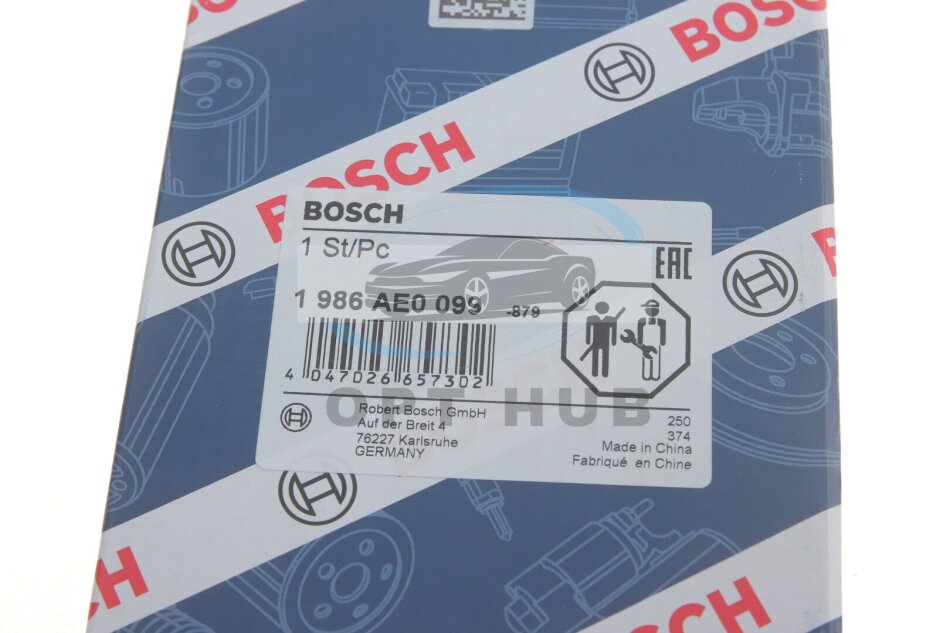 BOSCH
BOSCH
BOSCH
BOSCH
1 St/Pc
EAC
1 986 AE0 099 -879
4 047026 657302
OPT HUB
Robert Bosch GmbH
Auf der Breit 4
76227 Karlsruhe
GERMANY
250
374
Made in China
Fabriqué en Chine
BOSCH